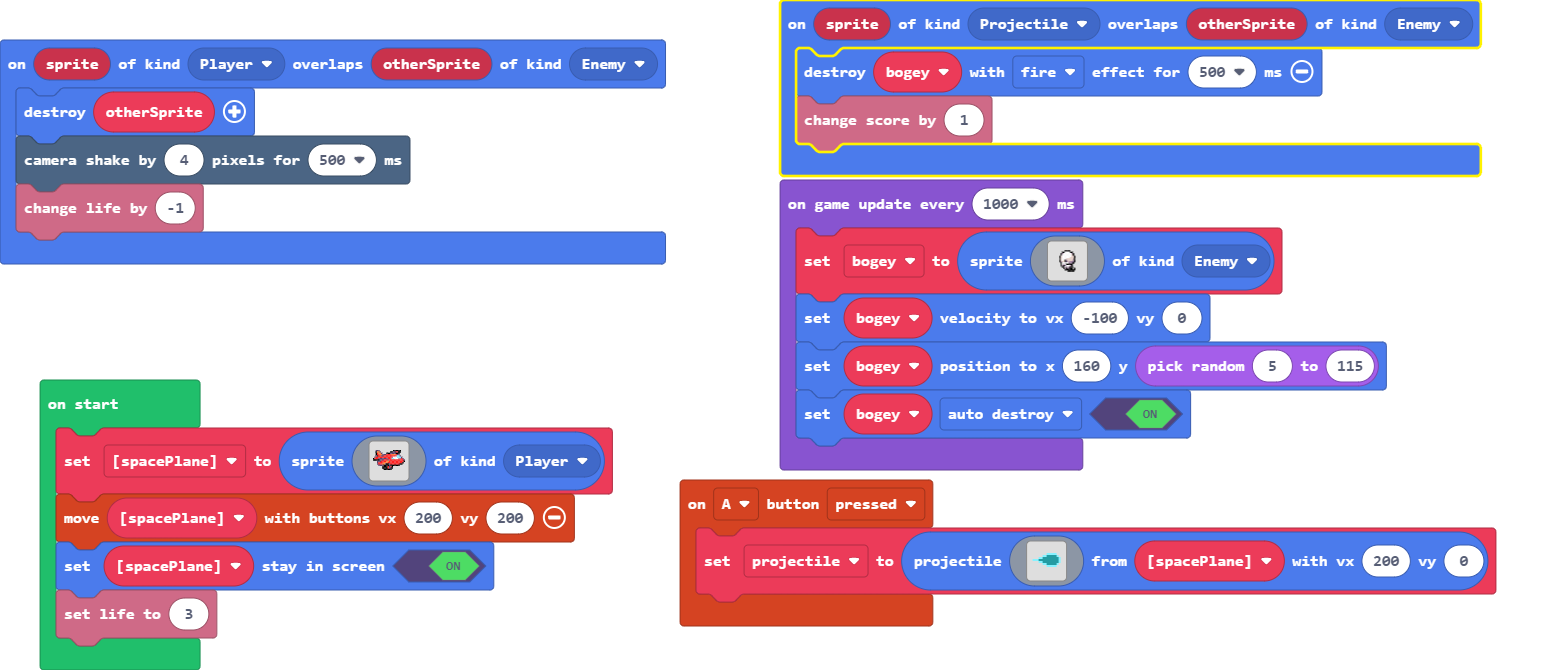 on sprite of kind Player overlaps otherSprite of kind Enemy
destroy otherSprite
camera shake by 4 pixels for 500 ms
change life by -1
on start
set [spacePlane] to sprite of kind Player
move [spacePlane] with buttons vx 200 vy 200
set [spacePlane] stay in screen ON
set life to 3
on sprite of kind Projectile overlaps otherSprite of kind Enemy
destroy bogey with fire effect for 500 ms
change score by 1
on game update every 1000 ms
set bogey to sprite of kind Enemy
set bogey velocity to vx -100 vy 0
set bogey position to x 160 y pick random 5 to 115
set bogey auto destroy ON
on A button pressed
set projectile to projectile from [spacePlane] with vx 200 vy 0